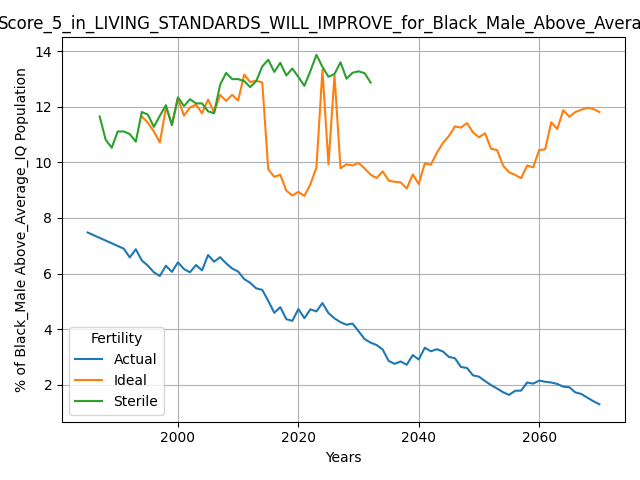 Score_5_in_LIVING_STANDARDS_WILL_IMPROVE_for_Black_Male_Above_Avera
% of Black_Male Above_Average_IQ Population
14
12
10
8
6
4
2
Fertility
Actual
Ideal
Sterile
2000 2020 2040 2060
Years